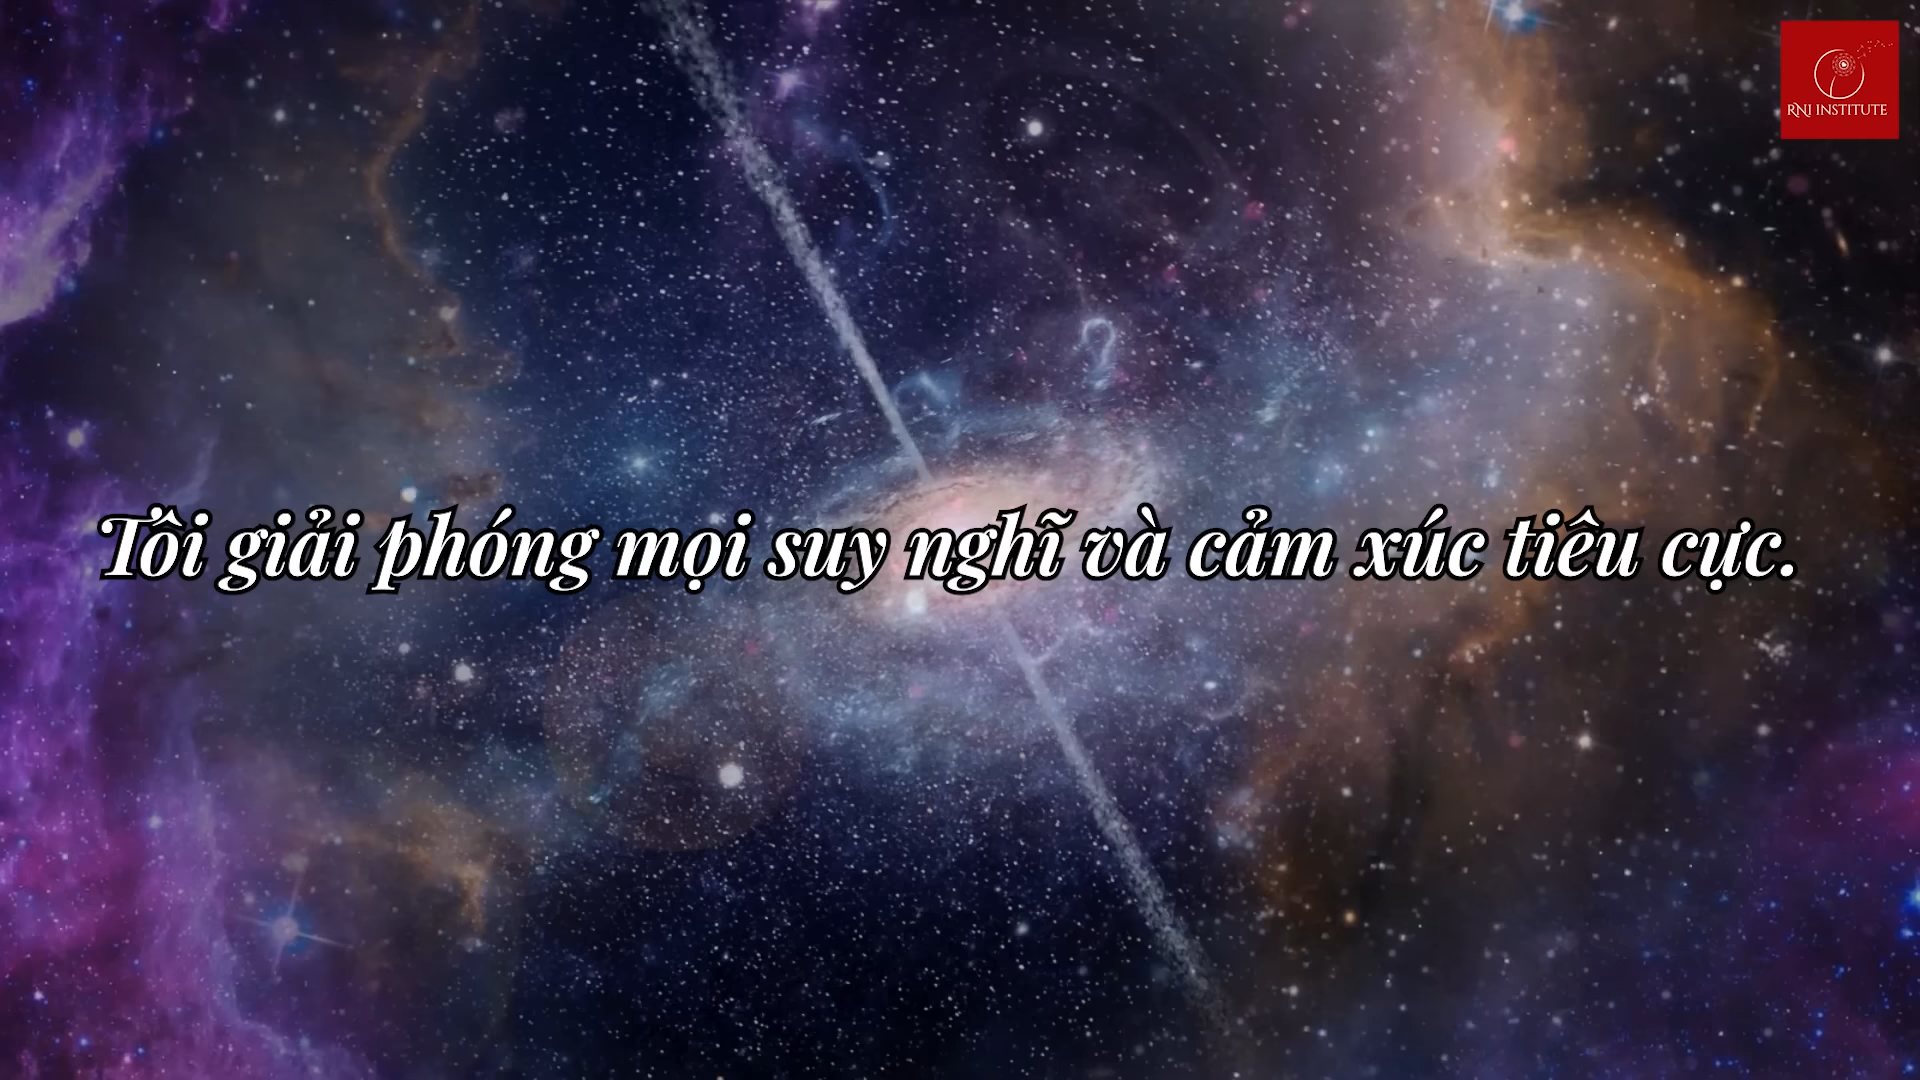 RNI INSTITUTE
Tôi giải phóng mọi suy nghĩ và cảm xúc tiêu cực.